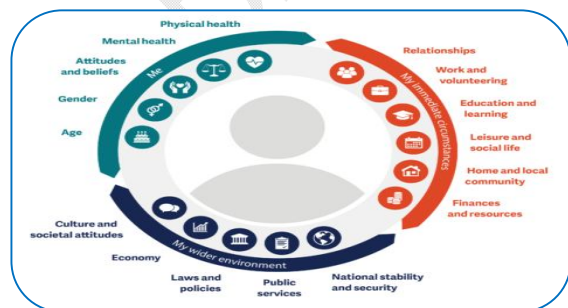 Physical health
Mental health
Attitudes
and beliefs
Gender
Age
Me
Relationships
Work and
volunteering
Education and
learning
Leisure and
social life
Home and local
community
Finances
and resources
My immediate circumstances
Culture and
societal attitudes
Economy
Laws and
policies
Public
services
National stability
and security
My wider environment